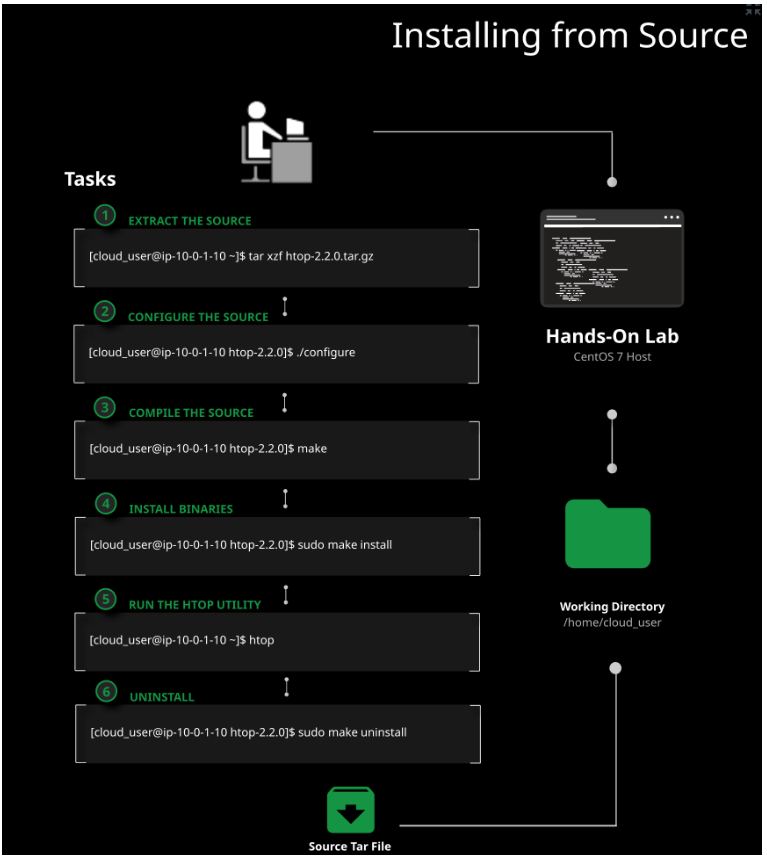 Installing from Source
Tasks
1 EXTRACT THE SOURCE
[cloud_user@ip-10-0-1-10 ~]$ tar xzf htop-2.2.0.tar.gz
2 CONFIGURE THE SOURCE
[cloud_user@ip-10-0-1-10 htop-2.2.0]$ ./configure
3 COMPILE THE SOURCE
[cloud_user@ip-10-0-1-10 htop-2.2.0]$ make
4 INSTALL BINARIES
[cloud_user@ip-10-0-1-10 htop-2.2.0]$ sudo make install
5 RUN THE HTOP UTILITY
[cloud_user@ip-10-0-1-10 ~]$ htop
6 UNINSTALL
[cloud_user@ip-10-0-1-10 htop-2.2.0]$ sudo make uninstall
Hands-On Lab
CentOS 7 Host
Working Directory
/home/cloud_user
Source Tar File